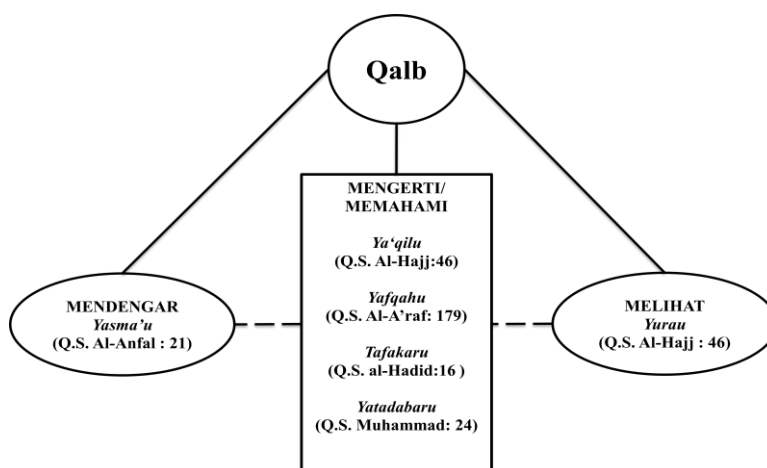 Qalb
MENGERTI/
MEMAHAMI
Ya‘qilu
(Q.S. Al-Hajj:46)
Yafqahu
(Q.S. Al-A’raf: 179)
Tafakaru
(Q.S. al-Hadid:16 )
Yatadabaru
(Q.S. Muhammad: 24)
MENDENGAR
Yasma’u
(Q.S. Al-Anfal : 21)
MELIHAT
Yurau
(Q.S. Al-Hajj : 46)